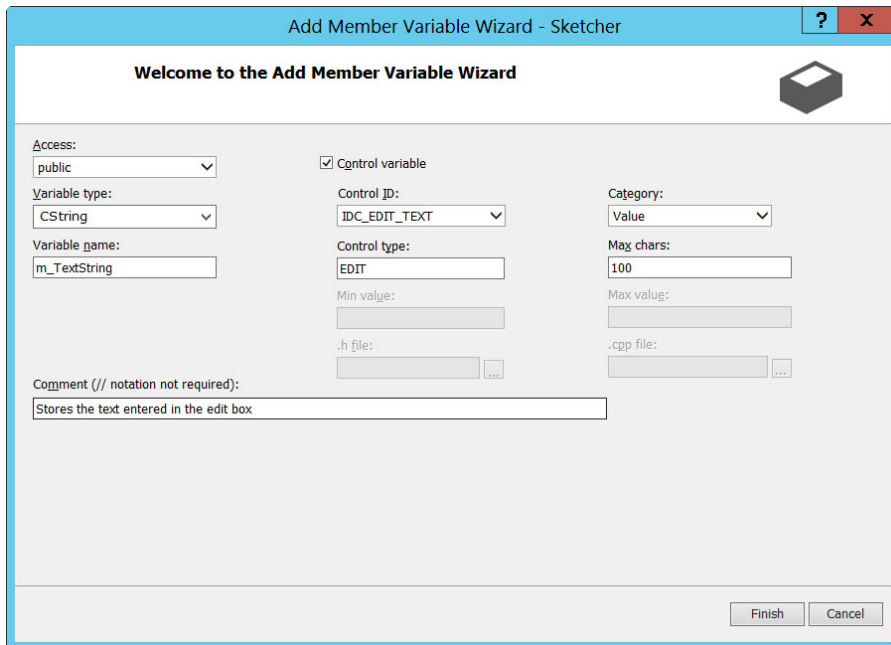 Add Member Variable Wizard - Sketcher
? X
Welcome to the Add Member Variable Wizard
Access:
public
Control variable
Variable type:
Control ID:
Category:
CString
IDC_EDIT_TEXT
Value
Variable name:
Control type:
Max chars:
m_TextString
EDIT
100
Min value:
Max value:
.h file:
.cpp file:
...
...
Comment (// notation not required):
Stores the text entered in the edit box
Finish
Cancel